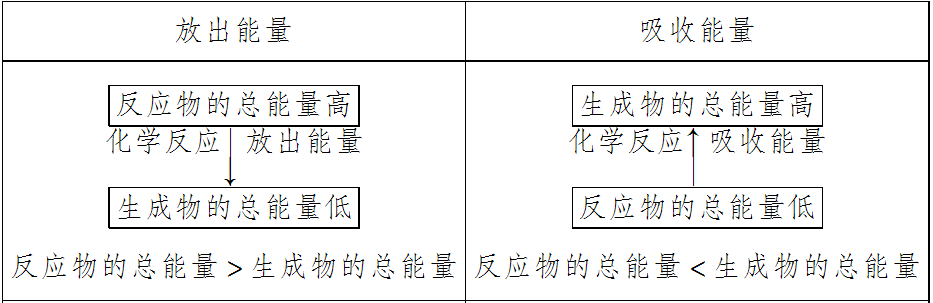 放出能量
吸收能量
反应物的总能量高
化学反应 放出能量
生成物的总能量低
反应物的总能量>生成物的总能量
生成物的总能量高
化学反应 吸收能量
反应物的总能量低
反应物的总能量<生成物的总能量